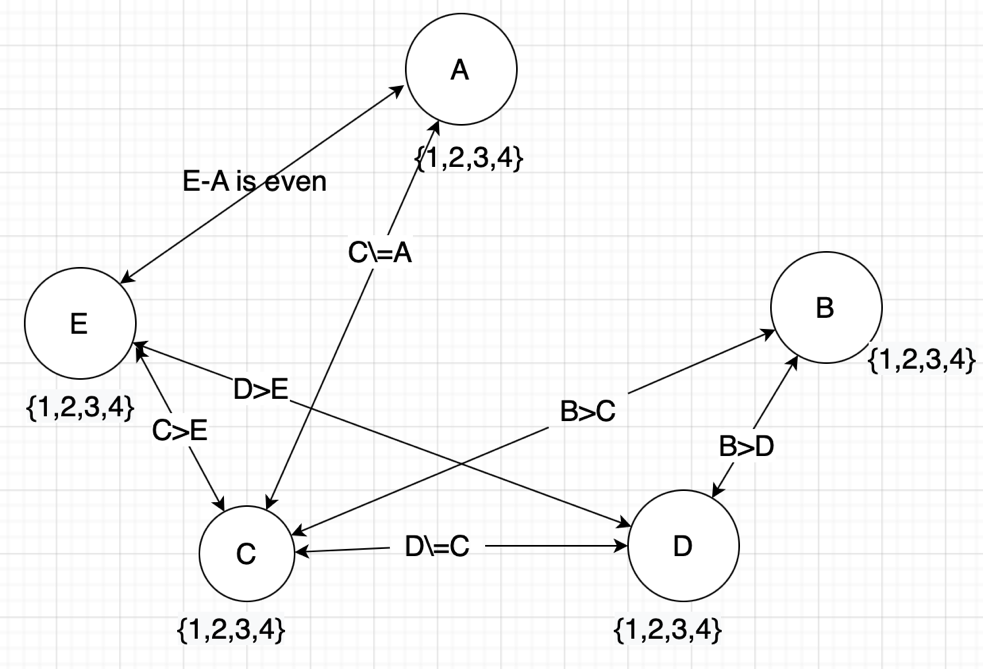 A
{1,2,3,4}
E-A is even
C\=A
B
{1,2,3,4}
E
{1,2,3,4}
D>E
B>C
C>E
B>D
C
{1,2,3,4}
D\=C
D
{1,2,3,4}